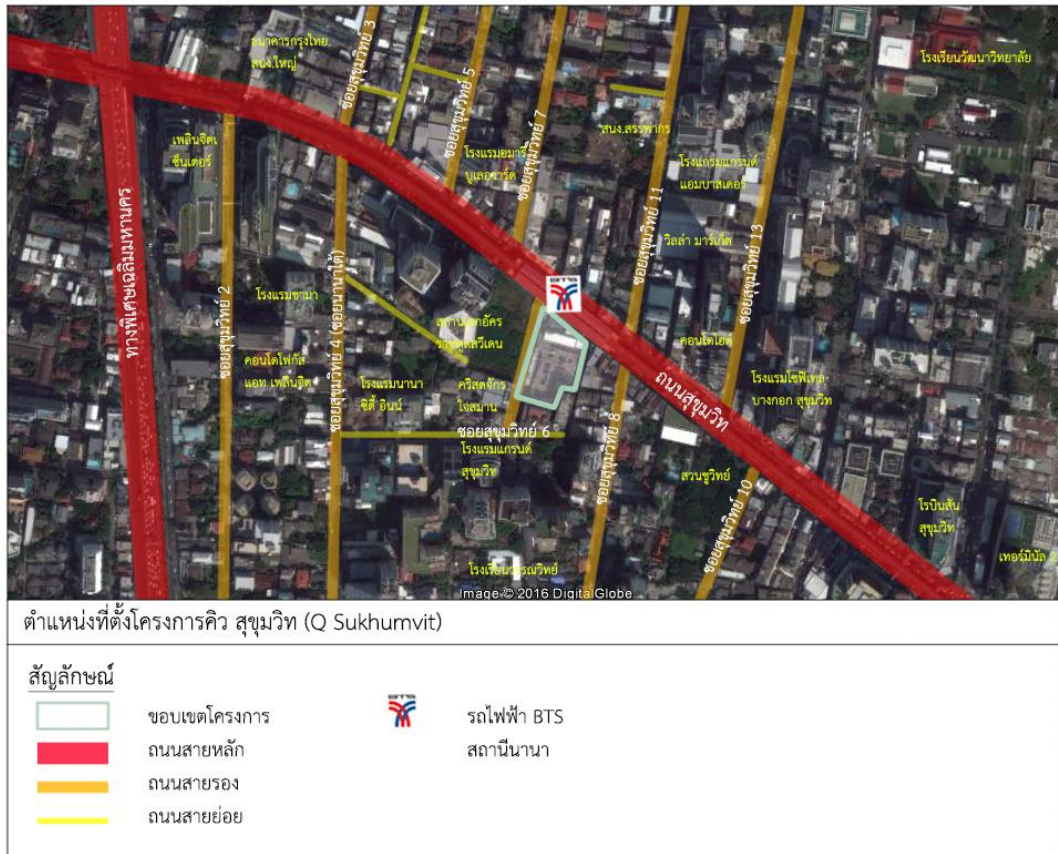 ธนาคารกรุงไทย
สนง.ใหญ่
ซอยสุขุมวิทย์ 3
ซอยสุขุมวิทย์ 5
ซอยสุขุมวิทย์ 7
โรงเรียนวัฒนาวิทยาลัย
เพลินจิตเ
ซ็นเตอร์
โรงแรมอมารี
บูเลอวาร์ด
สนง.สรรพากร
โรงแกรมแกรนด์
แอมบาสเดอร์
ทางพิเศษเฉลิมมหานคร
ซอยสุขุมวิทย์ 2
ซอยสุขุมวิทย์ 4 (ซอยนานาใต้)
ซอยสุขุมวิทย์ 11
วิลล่า มาร์เก็ต
ซอยสุขุมวิทย์ 13
โรงแรมชามา
BTS
คอนโดโฟกัส
แอท เพลินจิต
โรงแรมนานา
ซิตี้ อินน์
คริสตจักร
ใจสมาน
ถนนสุขุมวิท
โรงแรมโซฟิเทล
บางกอก สุขุมวิท
ซอยสุขุมวิทย์ 6
โรงแรมแกรนด์
สุขุมวิท
ซอยสุขุมวิทย์ 8
สวนชูวิทย์
ซอยสุขุมวิทย์ 10
โรบินสัน
สุขุมวิท
เทอร์มินัล 2
Image © 2016 Digital Globe
ตำแหน่งที่ตั้งโครงการคิว สุขุมวิท (Q Sukhumvit)
สัญลักษณ์
ขอบเขตโครงการ
ถนนสายหลัก
ถนนสายรอง
ถนนสายย่อย
BTS
รถไฟฟ้า BTS
สถานีนานา